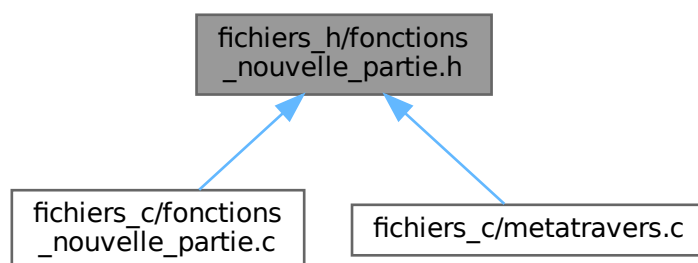 fichiers_h/fonctions
_nouvelle_partie.h
fichiers_c/fonctions
_nouvelle_partie.c
fichiers_c/metatravers.c